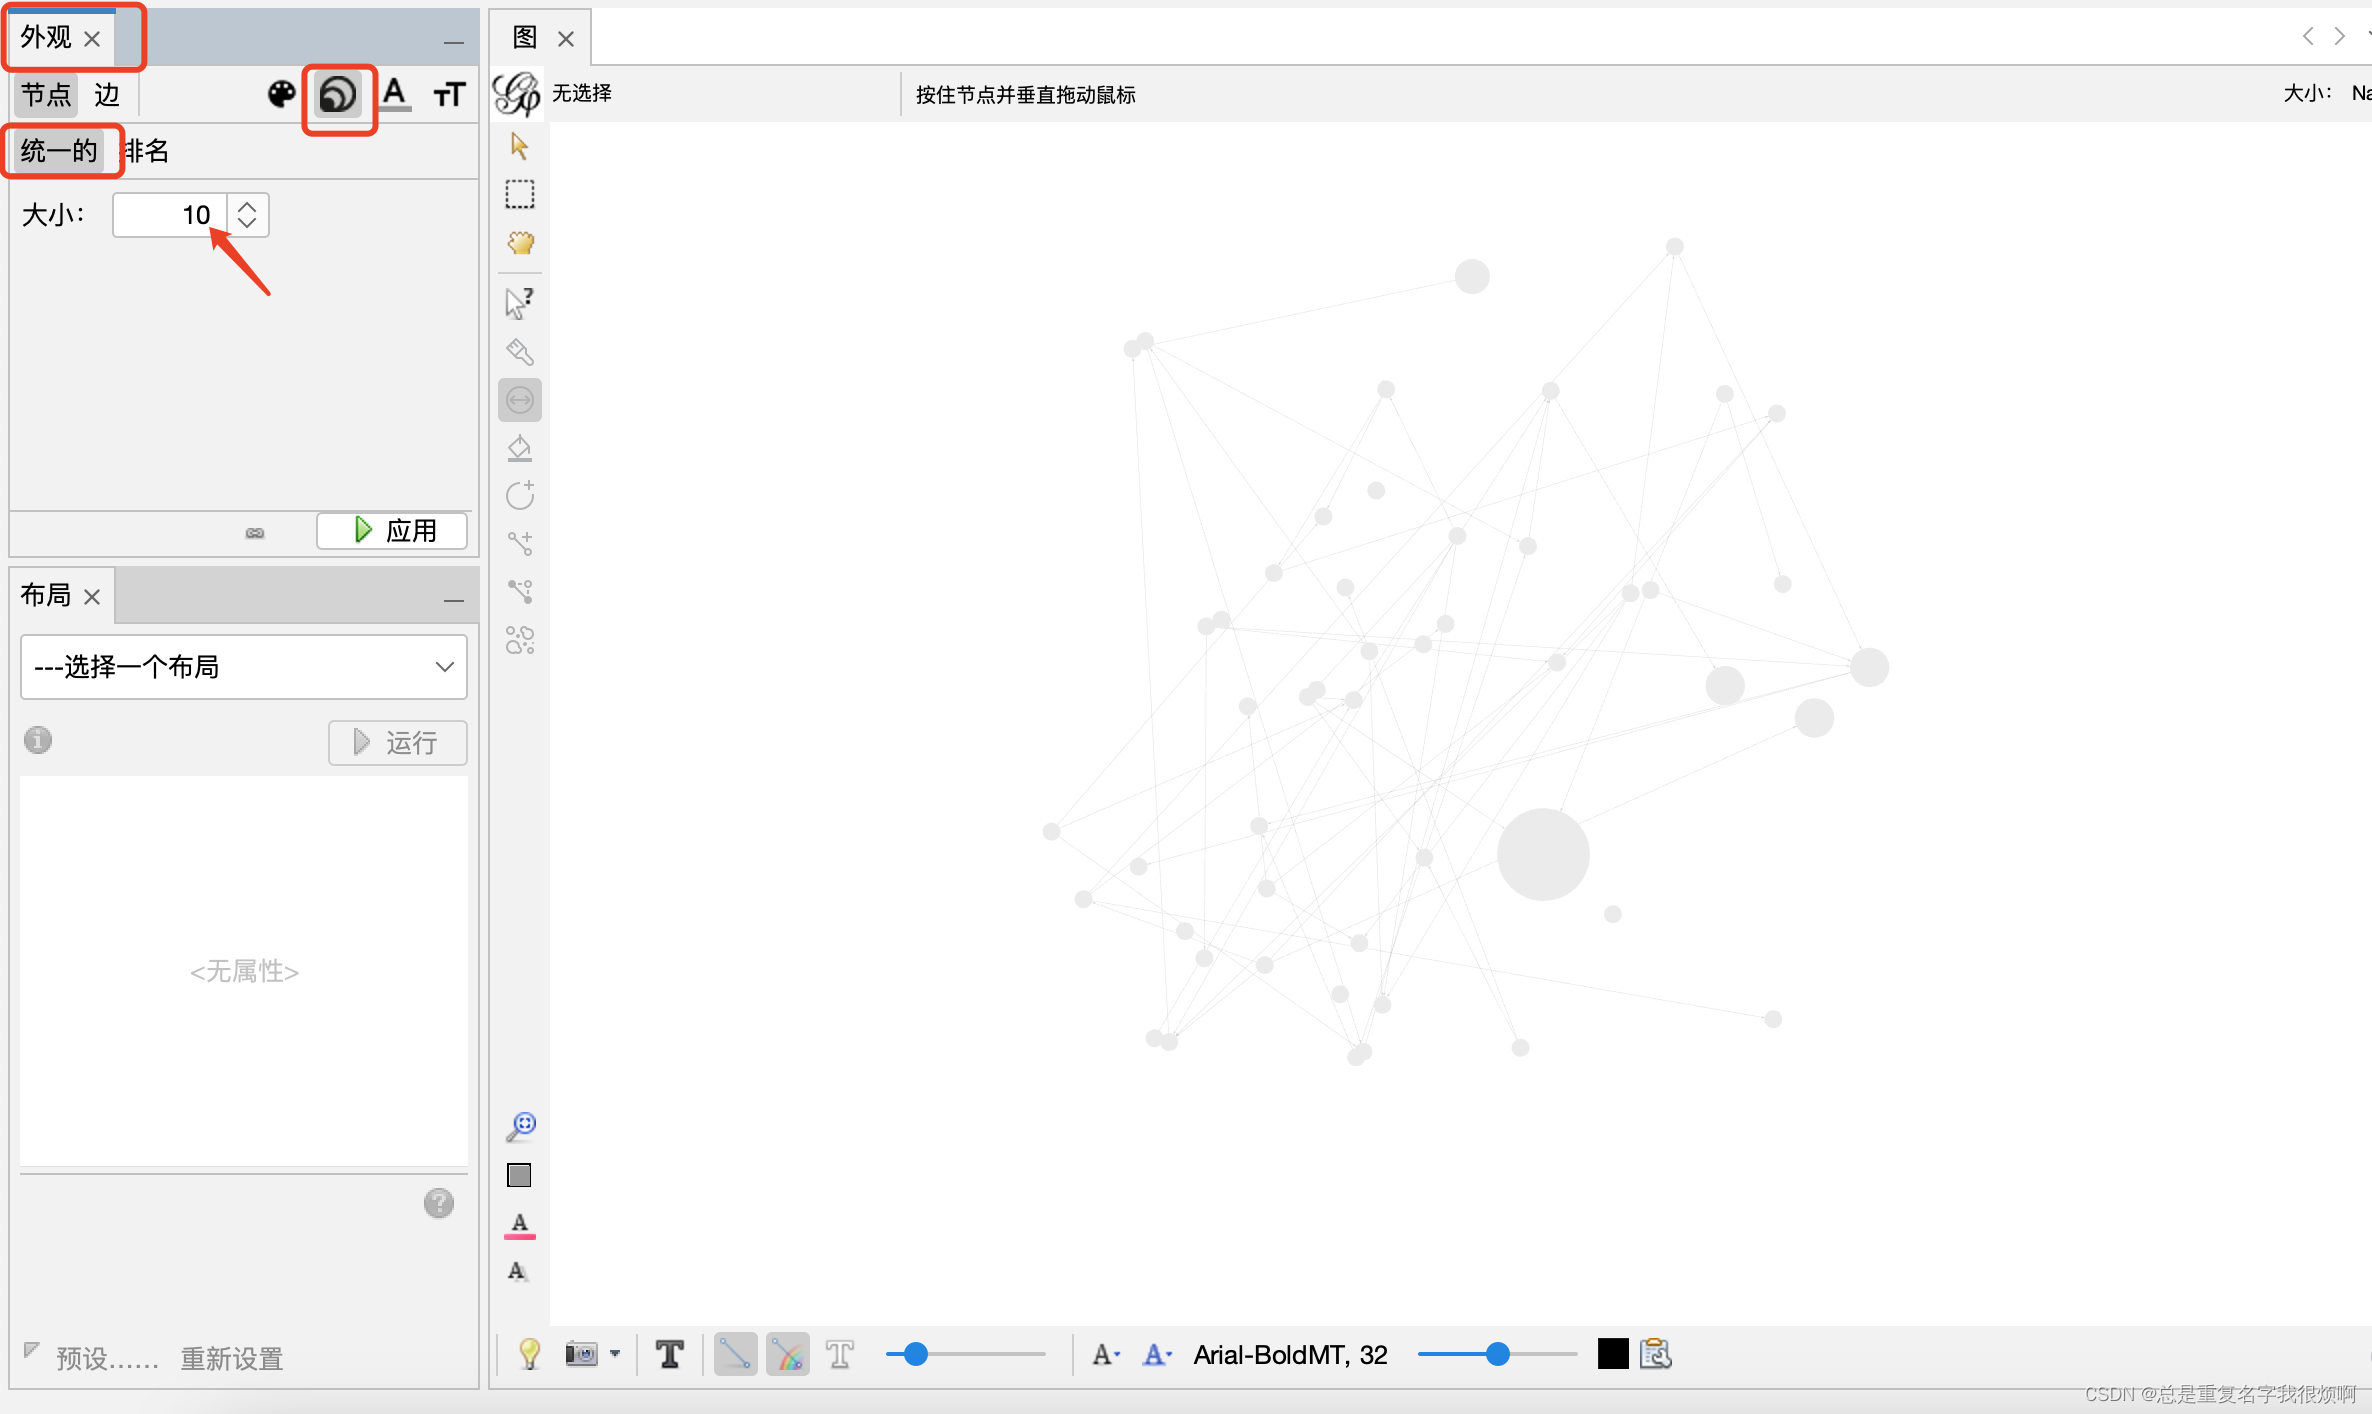 外观
节点 边
统一的 排名
大小: 10
应用
布局
---选择一个布局
运行
<无属性>
预设...... 重新设置
图
无选择
按住节点并垂直拖动鼠标
大小: Na
Arial-BoldMT, 32
CSDN @总是重复名字我很烦啊